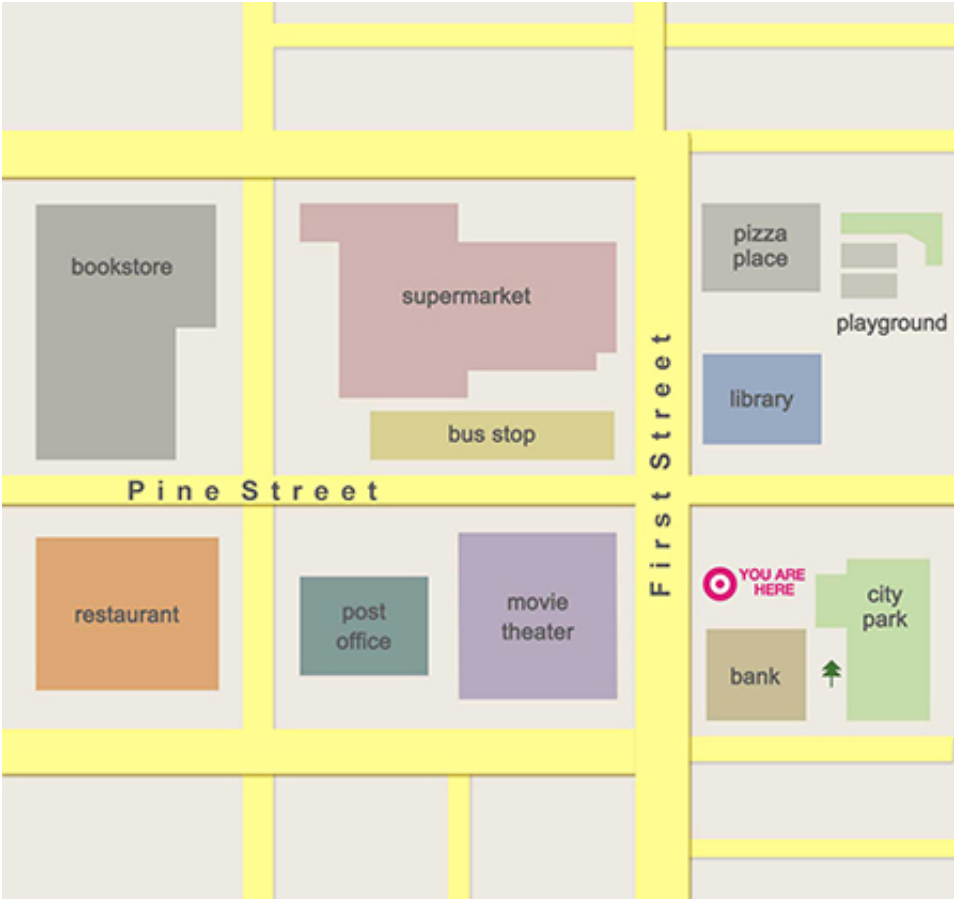 bookstore
supermarket
pizza
place
playground
library
bus stop
Pine Street
First Street
restaurant
post
office
movie
theater
YOU ARE
HERE
city
park
bank